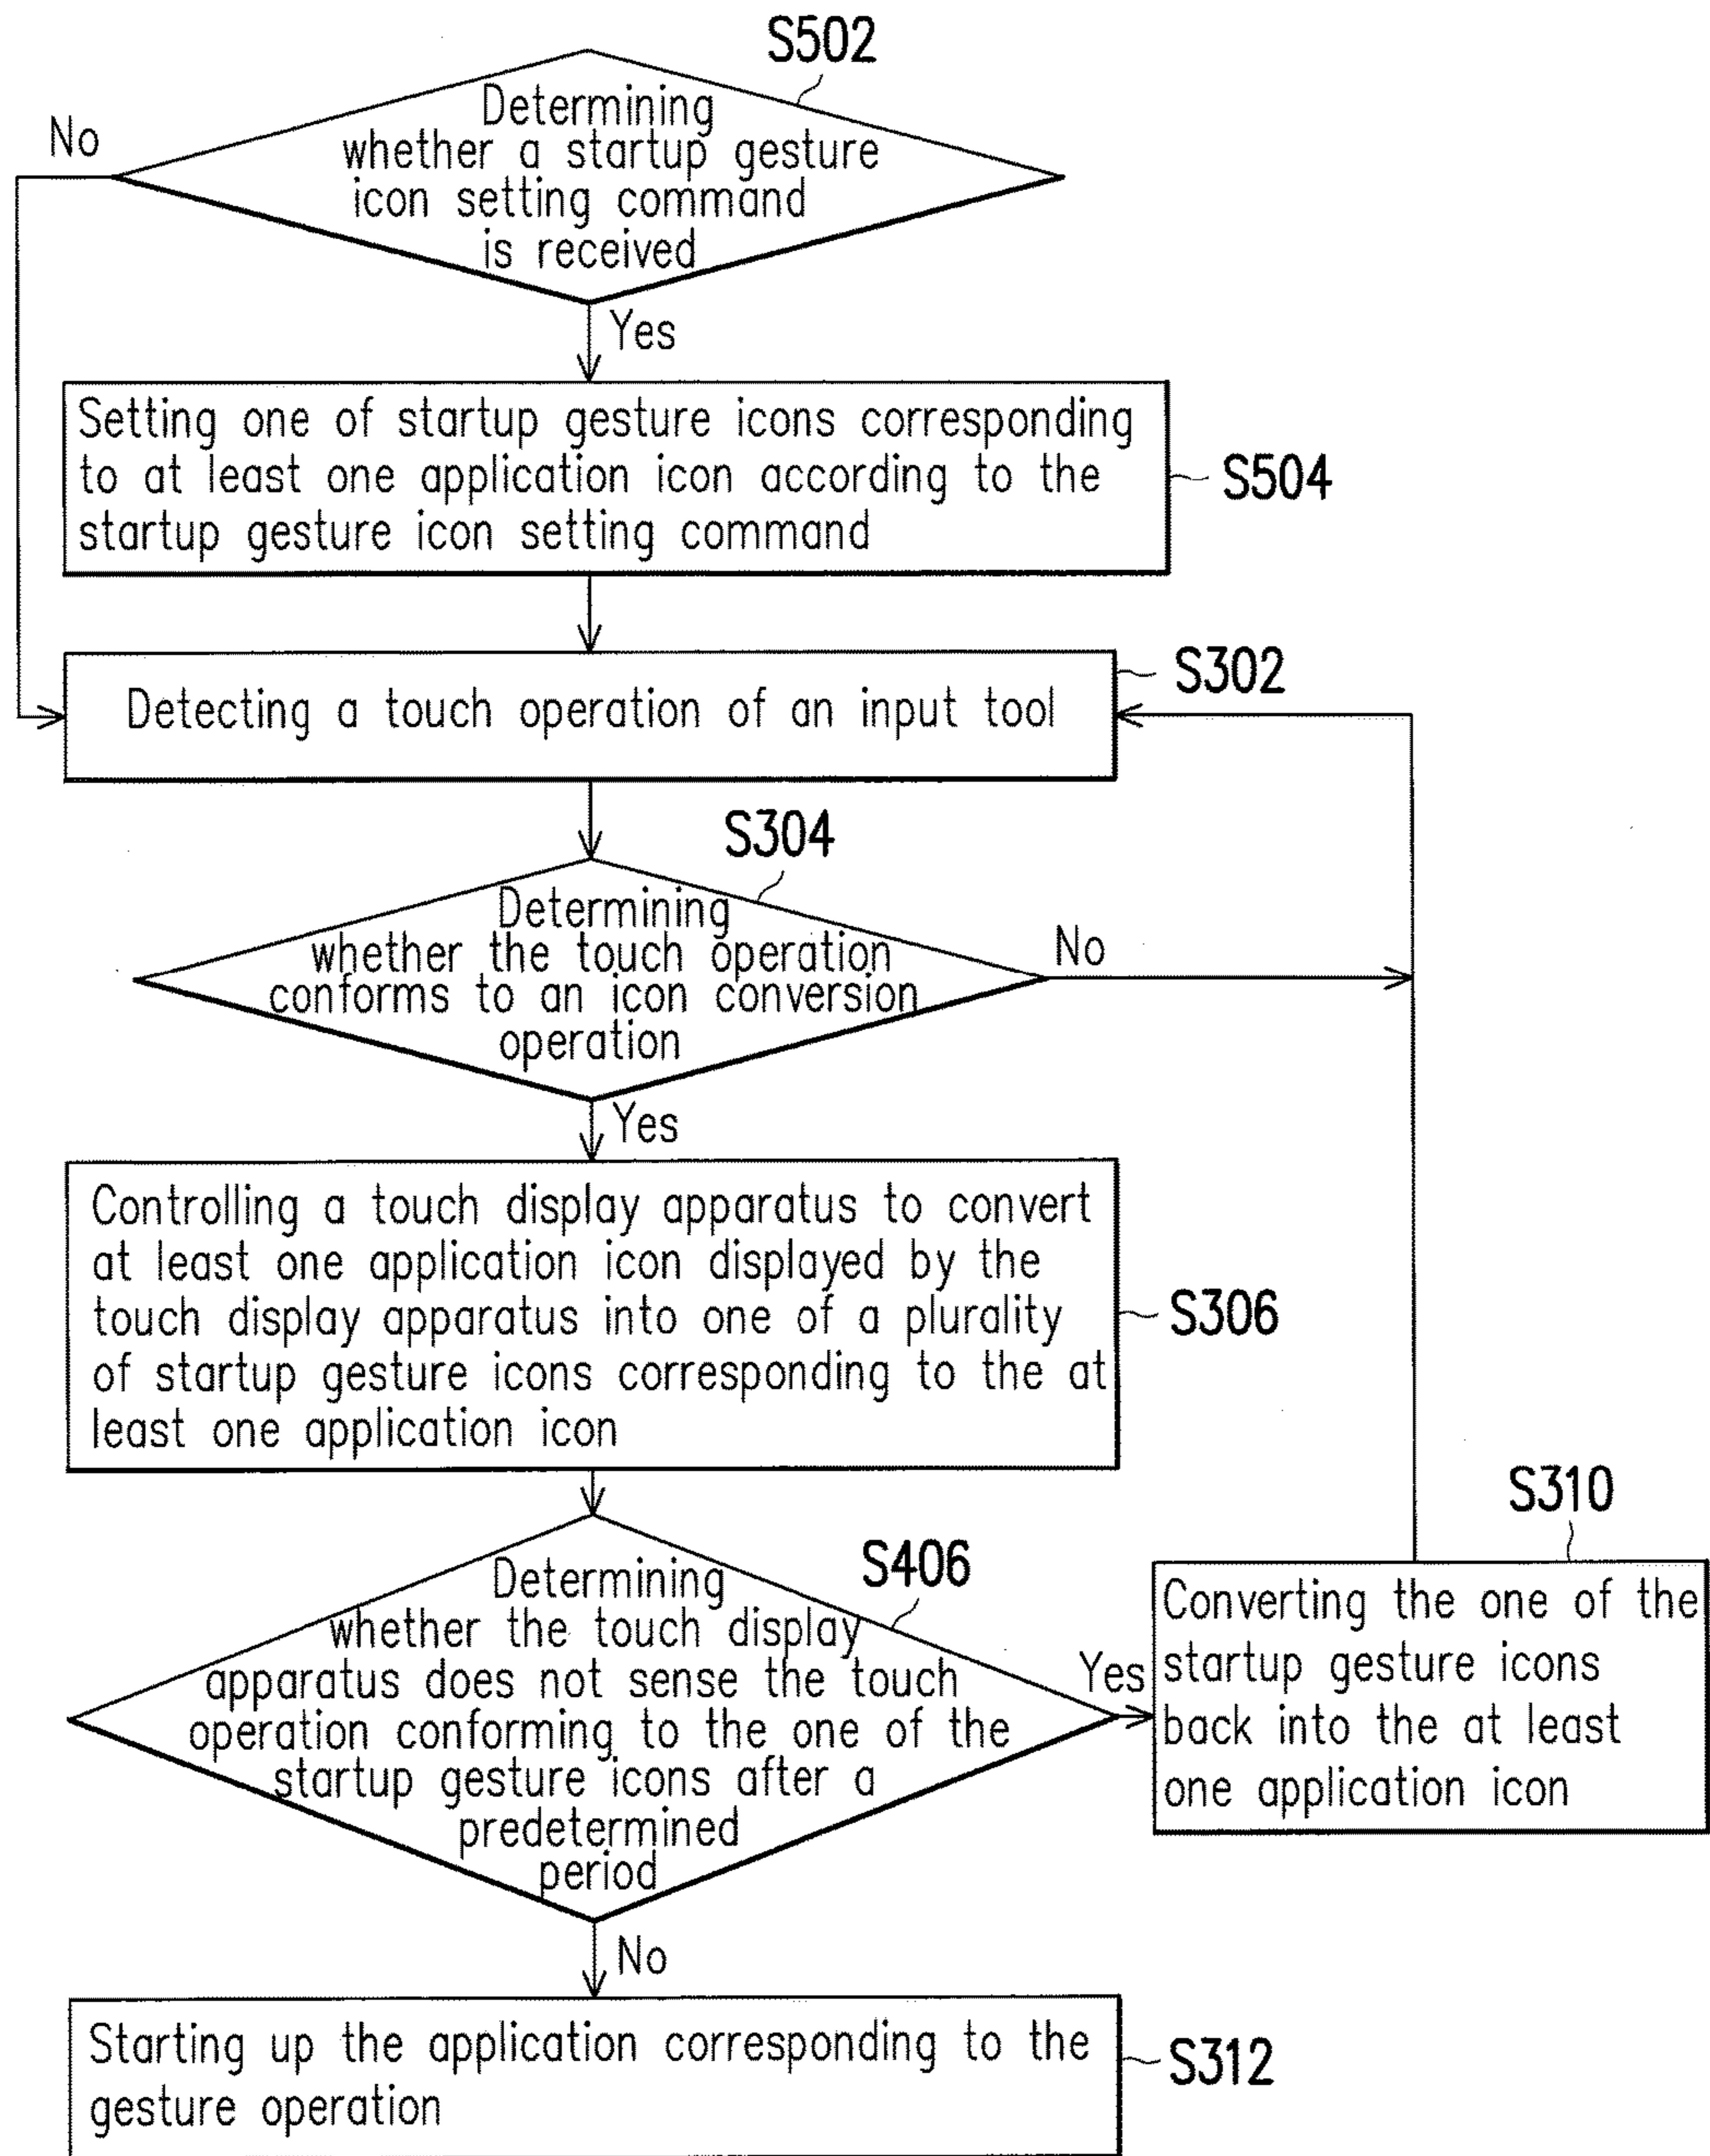 S502
Determining
whether a startup gesture
icon setting command
is received
No
Yes
Setting one of startup gesture icons corresponding
to at least one application icon according to the
startup gesture icon setting command
S504
Detecting a touch operation of an input tool
S302
S304
Determining
whether the touch operation
conforms to an icon conversion
operation
No
Yes
Controlling a touch display apparatus to convert
at least one application icon displayed by the
touch display apparatus into one of a plurality
of startup gesture icons corresponding to the at
least one application icon
S306
S406
Determining
whether the touch display
apparatus does not sense the touch
operation conforming to the one of the
startup gesture icons after a
predetermined
period
Yes
S310
Converting the one of the
startup gesture icons
back into the at least
one application icon
No
Starting up the application corresponding to the
gesture operation
S312